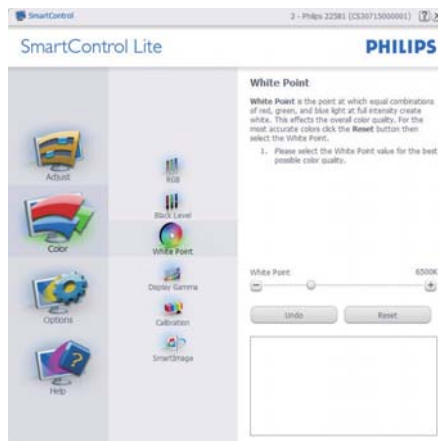 SmartControl
2 - Philips 225B1 (CS30715000001)
SmartControl Lite
PHILIPS
White Point
White Point is the point at which equal combinations
of red, green, and blue light at full intensity create
white. This effects the overall color quality. For the
most accurate colors click the Reset button then
select the White Point.
1. Please select the White Point value for the best
possible color quality.
Adjust
Color
Options
Help
RGB
Black Level
White Point
Display Gamma
Calibration
SmartImage
White Point
6500K
Undo
Reset